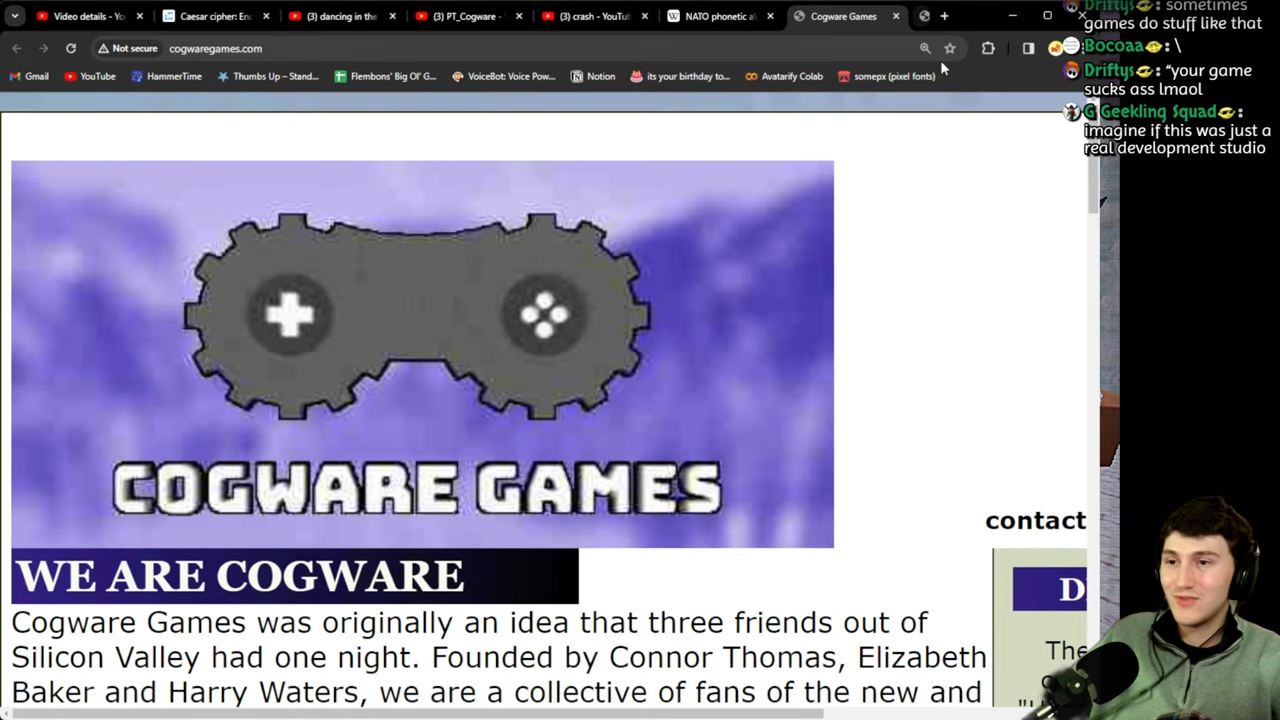 Video details - Yo
Caesar cipher: Enc
(3) dancing in the
(3) PT_Cogware -
(3) crash - YouTu
NATO phonetic al
Cogware Games
Not secure
cogwaregames.com
Gmail
YouTube
HammerTime
Thumbs Up – Stand...
Flembons' Big Ol' G...
VoiceBot: Voice Pow...
Notion
its your birthday to...
Avatarify Colab
somepx (pixel fonts)
Driftys: sometimes
games do stuff like that
Bocoaa: \
Driftys: “your game
sucks ass lmaol
G Geekling Squad:
imagine if this was just a
real development studio
COGWARE GAMES
WE ARE COGWARE
Cogware Games was originally an idea that three friends out of
Silicon Valley had one night. Founded by Connor Thomas, Elizabeth
Baker and Harry Waters, we are a collective of fans of the new and
contact
D
The